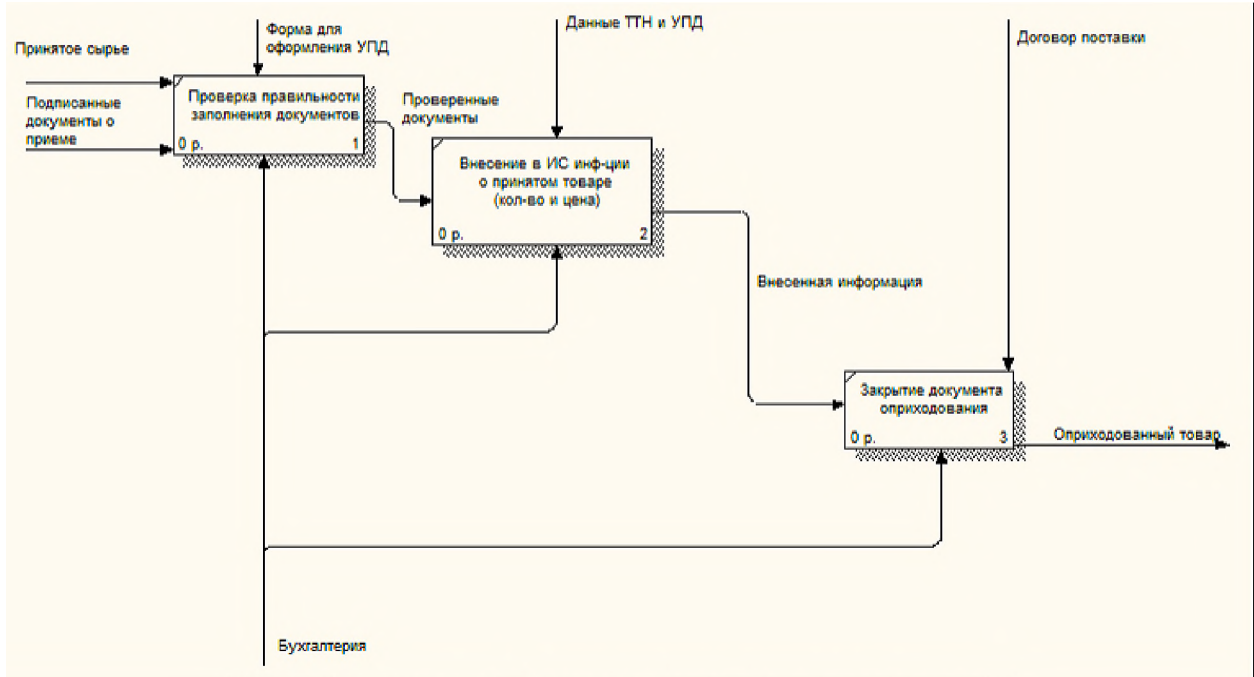 Принятое сырье
Форма для
оформления УПД
Данные ТТН и УПД
Договор поставки
Подписанные
документы о
приеме
Проверка правильности
заполнения документов
0 р.
1
Проверенные
документы
Внесение в ИС инф-ции
о принятом товаре
(кол-во и цена)
0 р.
2
Внесенная информация
Закрытие документа
оприходования
0 р.
3
Оприходованный товар
Бухгалтерия